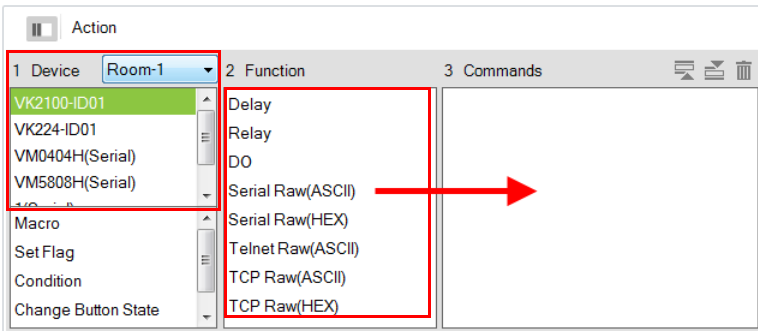 Action
1 Device Room-1 2 Function 3 Commands
VK2100-ID01
VK224-ID01
VM0404H(Serial)
VM5808H(Serial)
Macro
Set Flag
Condition
Change Button State
Delay
Relay
DO
Serial Raw(ASCII)
Serial Raw(HEX)
Telnet Raw(ASCII)
TCP Raw(ASCII)
TCP Raw(HEX)